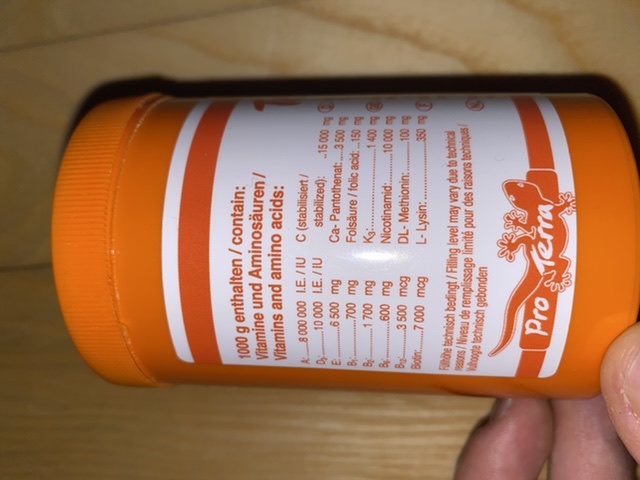 1000 g enthalten / contain:
Vitamine und Aminosäuren /
Vitamins and amino acids:
A:..8 000 000 I.E. / IU
D₃:.......10 000 I.E. / IU
E:........6 500 mg
B₁:..........700 mg
B₂:.......1 700 mg
B₆:..........600 mg
B₁₂:.......3 500 mcg
Biotin:.....7 000 mcg
C (stabilisiert /
stabilized): ..15 000 mg
Ca- Pantothenat:....3 500 mg
Folsäure / folic acid:...150 mg
K₃:....................1 400 mg
Nicotinamid:.......10 000 mg
DL- Methionin:........100 mg
L- Lysin:..............350 mg
Füllhöhe technisch bedingt / Filling level may vary due to technical
reasons / Niveau de remplissage limité pour des raisons techniques /
vulhoogte technisch gebonden
Pro Terra